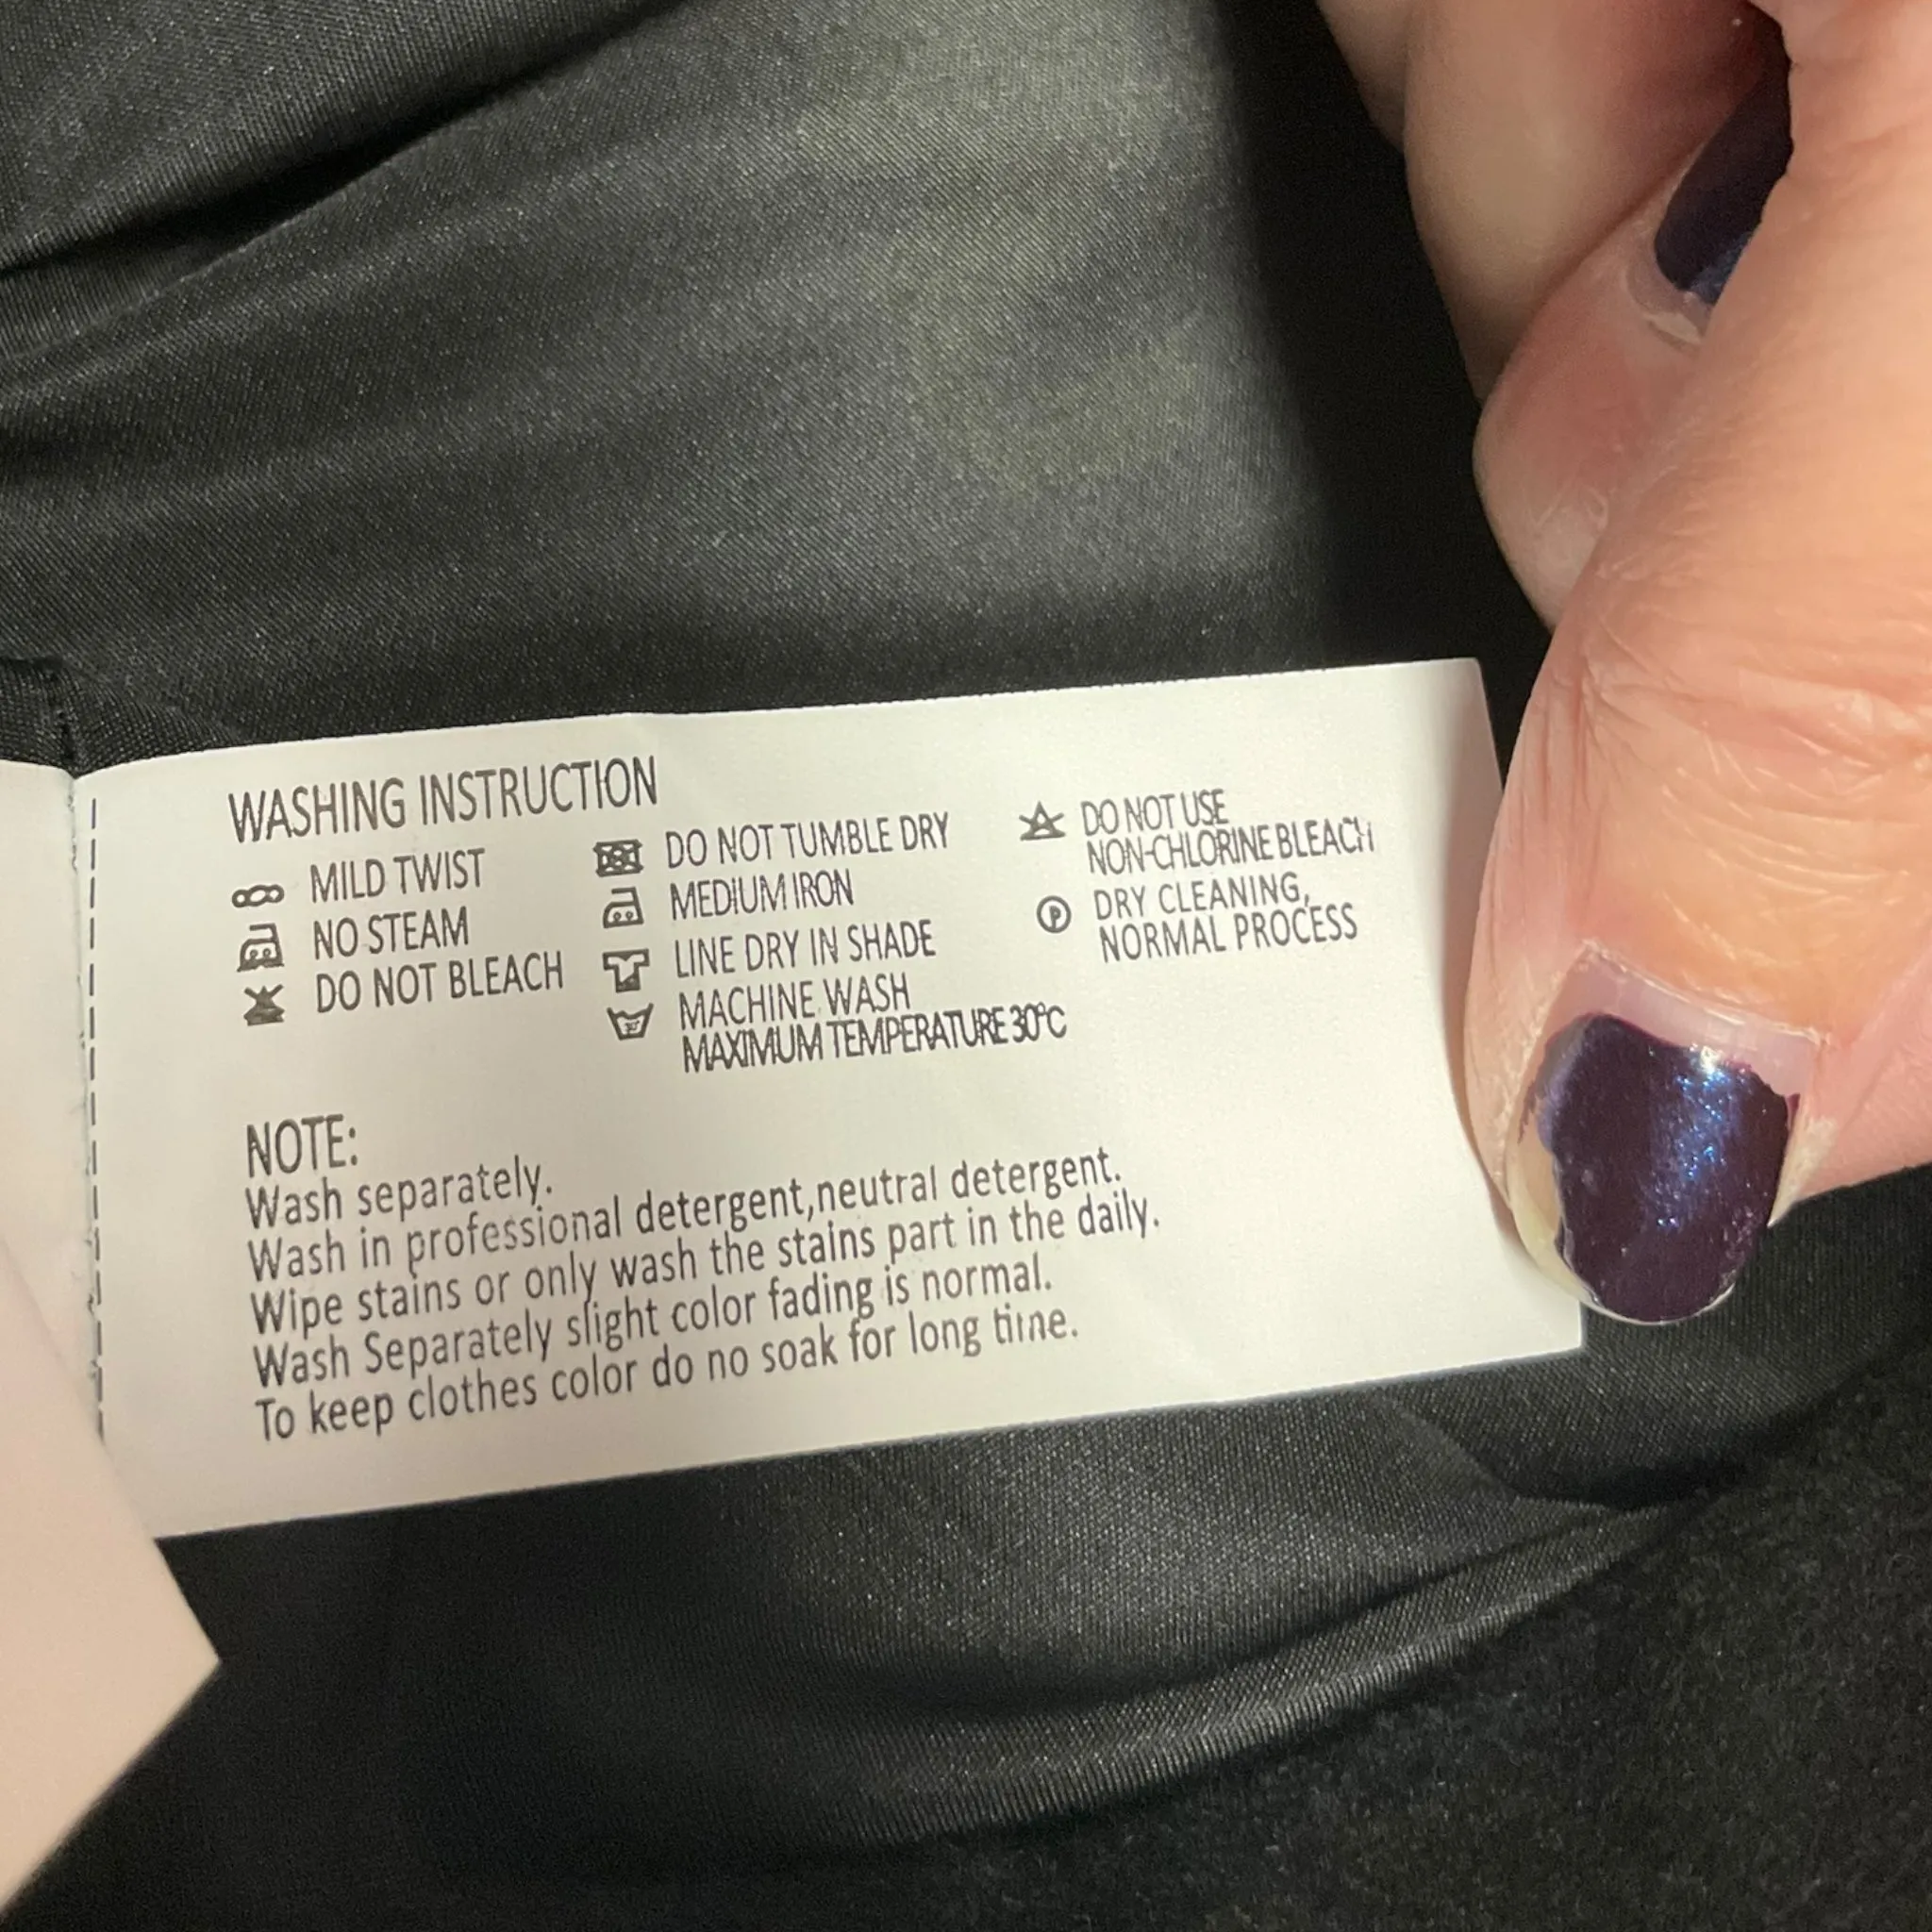 WASHING INSTRUCTION
MILD TWIST
NO STEAM
DO NOT BLEACH
DO NOT TUMBLE DRY
MEDIUM IRON
LINE DRY IN SHADE
MACHINE WASH
MAXIMUM TEMPERATURE 30°C
DO NOT USE
NON-CHLORINE BLEACH
P
DRY CLEANING,
NORMAL PROCESS
NOTE:
Wash separately.
Wash in professional detergent,neutral detergent.
Wipe stains or only wash the stains part in the daily.
Wash Separately slight color fading is normal.
To keep clothes color do no soak for long time.